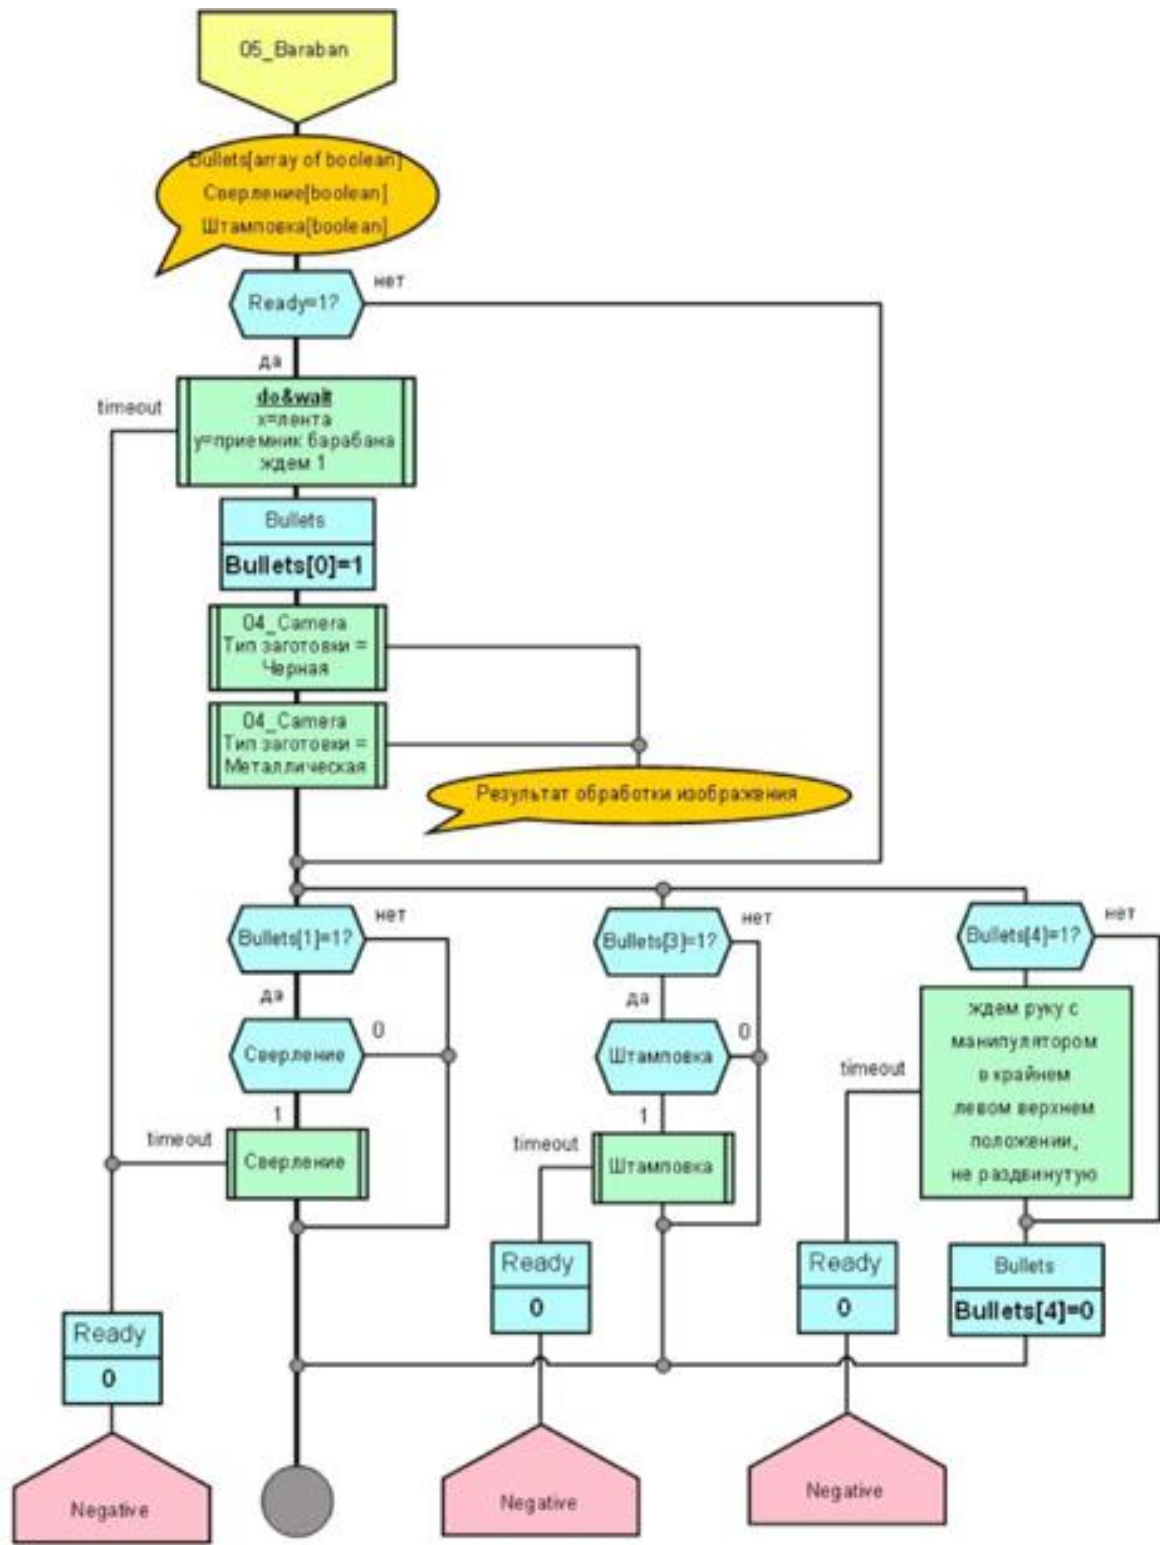 05_Baraban
Bullets[array of boolean]
Сверление[boolean]
Штамповка[boolean]
нет
Ready=1?
да
timeout
do&wait
x=лента
y=приемник барабана
ждем 1
Bullets
Bullets[0]=1
04_Camera
Тип заготовки =
Черная
04_Camera
Тип заготовки =
Металлическая
Результат обработки изображения
нет
Bullets[1]=1?
да
0
Сверление
1
timeout
Сверление
Ready
0
Negative
нет
Bullets[3]=1?
да
0
Штамповка
1
timeout
Штамповка
Ready
0
Negative
нет
Bullets[4]=1?
ждем руку с
манипулятором
в крайнем
левом верхнем
положении,
не раздвинутую
timeout
Ready
0
Negative
Bullets
Bullets[4]=0